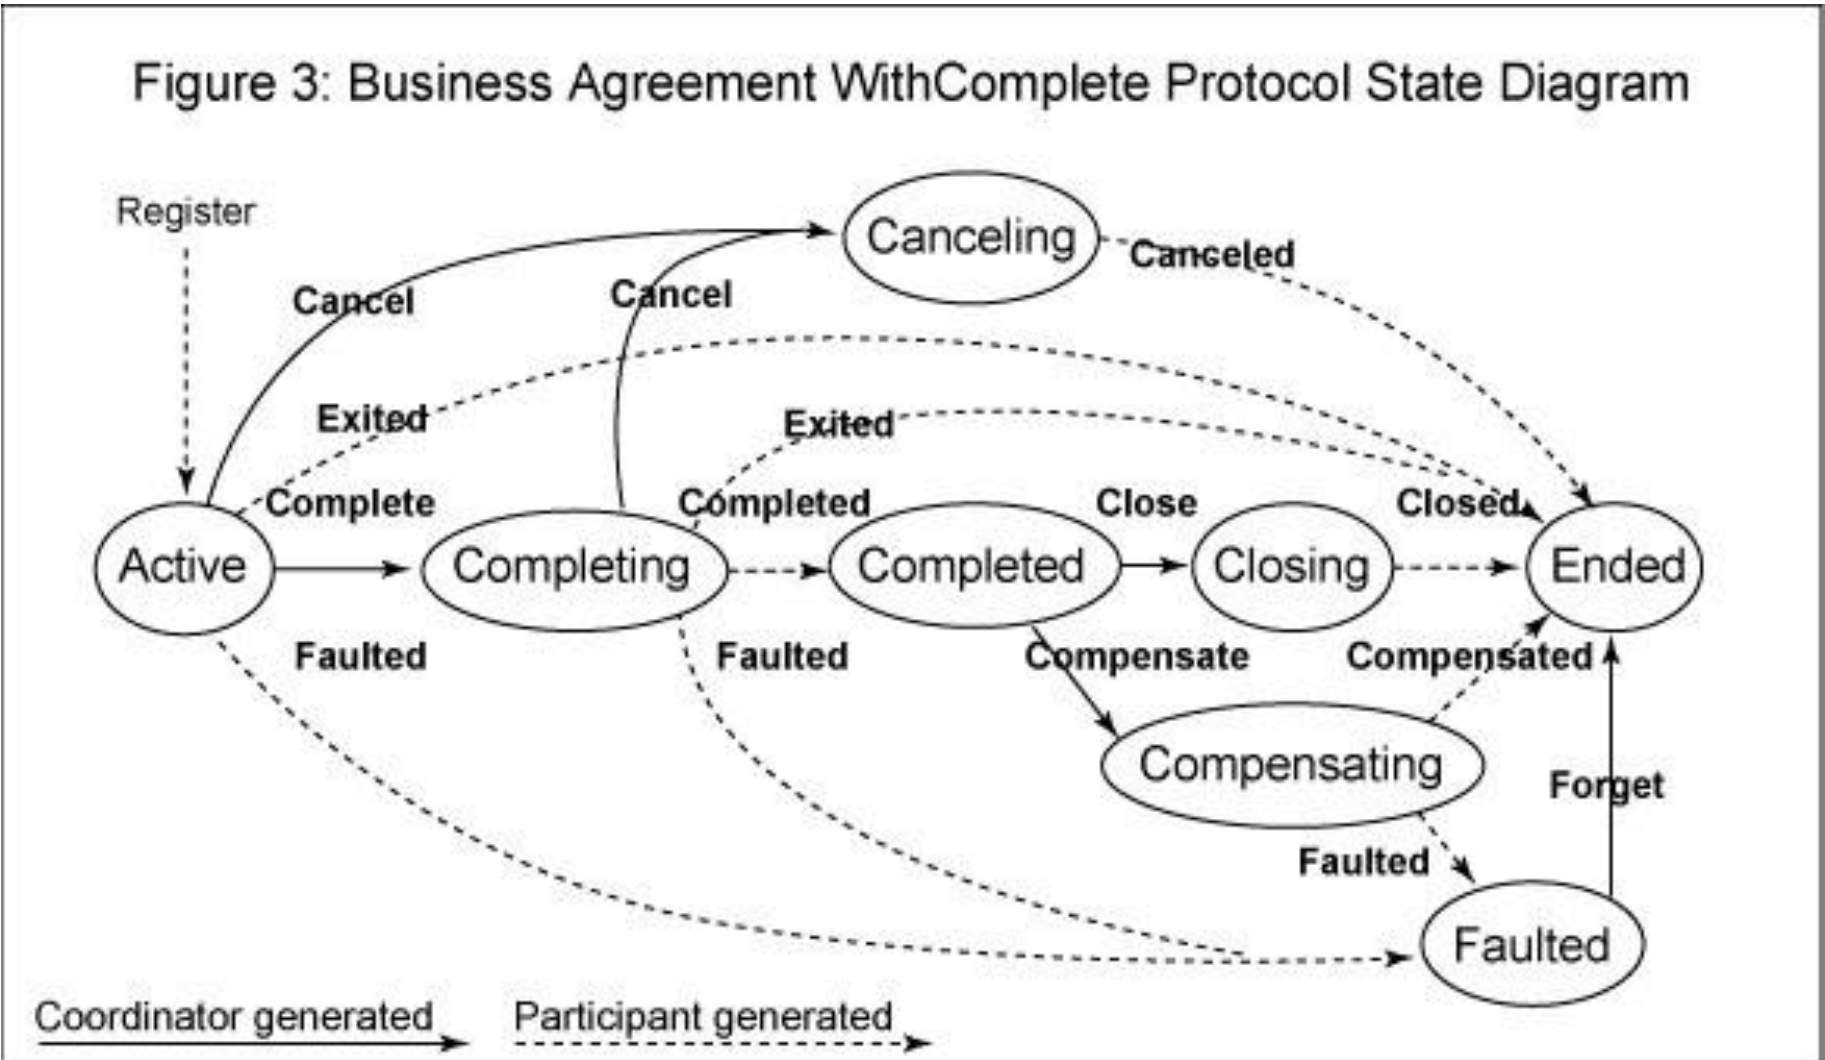 Figure 3: Business Agreement WithComplete Protocol State Diagram
Register
Canceling
Canceled
Cancel
Cancel
Exited
Exited
Complete
Completed
Close
Closed
Active
Completing
Completed
Closing
Ended
Faulted
Faulted
Compensate
Compensated
Compensating
Forget
Faulted
Faulted
Coordinator generated
Participant generated